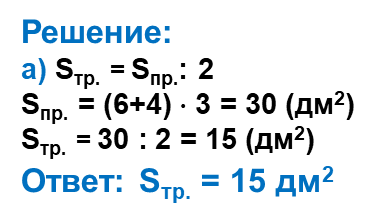 Решение:
а) Sтр. = Sпр.: 2
Sпр. = (6+4) · 3 = 30 (дм²)
Sтр. = 30 : 2 = 15 (дм²)
Ответ: Sтр. = 15 дм²